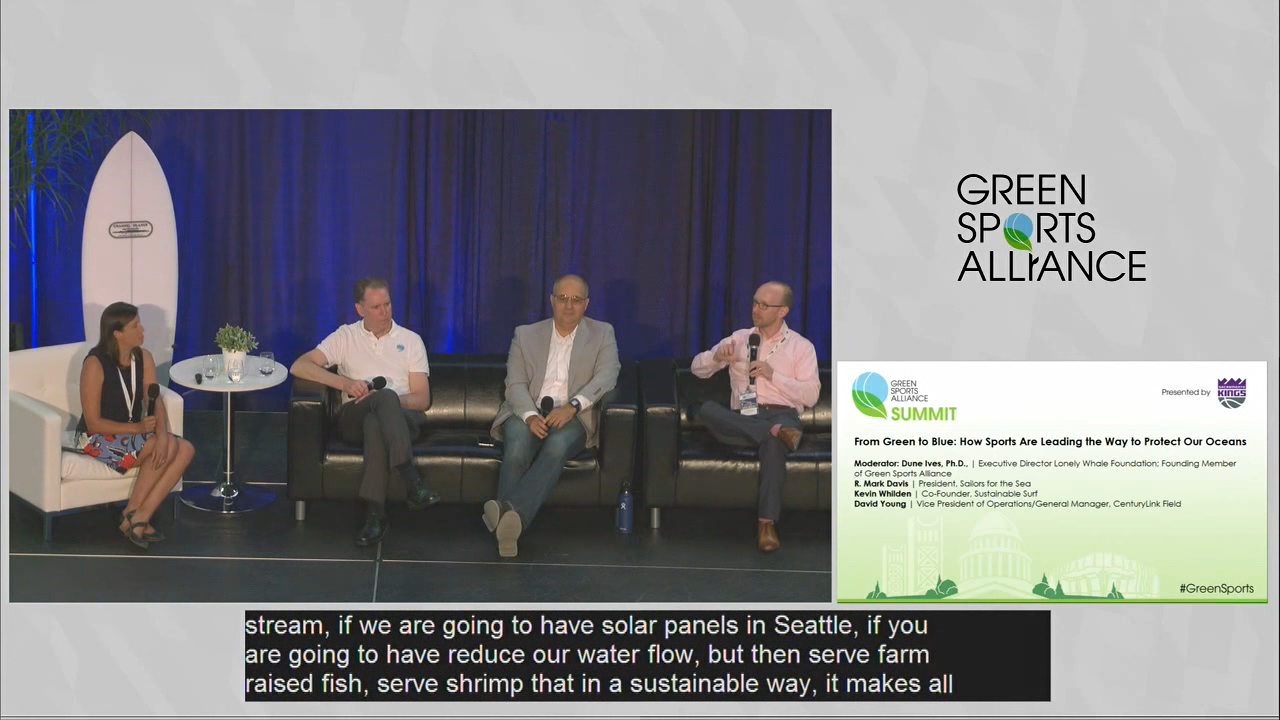 GREEN
SPORTS
ALLIANCE
GREEN
SPORTS
ALLIANCE
SUMMIT
Presented by
SACRAMENTO
KINGS
From Green to Blue: How Sports Are Leading the Way to Protect Our Oceans
Moderator: Dune Ives, Ph.D., | Executive Director Lonely Whale Foundation; Founding Member
of Green Sports Alliance
R. Mark Davis | President, Sailors for the Sea
Kevin Whilden | Co-Founder, Sustainable Surf
David Young | Vice President of Operations/General Manager, CenturyLink Field
#GreenSports
stream, if we are going to have solar panels in Seattle, if you
are going to have reduce our water flow, but then serve farm
raised fish, serve shrimp that in a sustainable way, it makes all